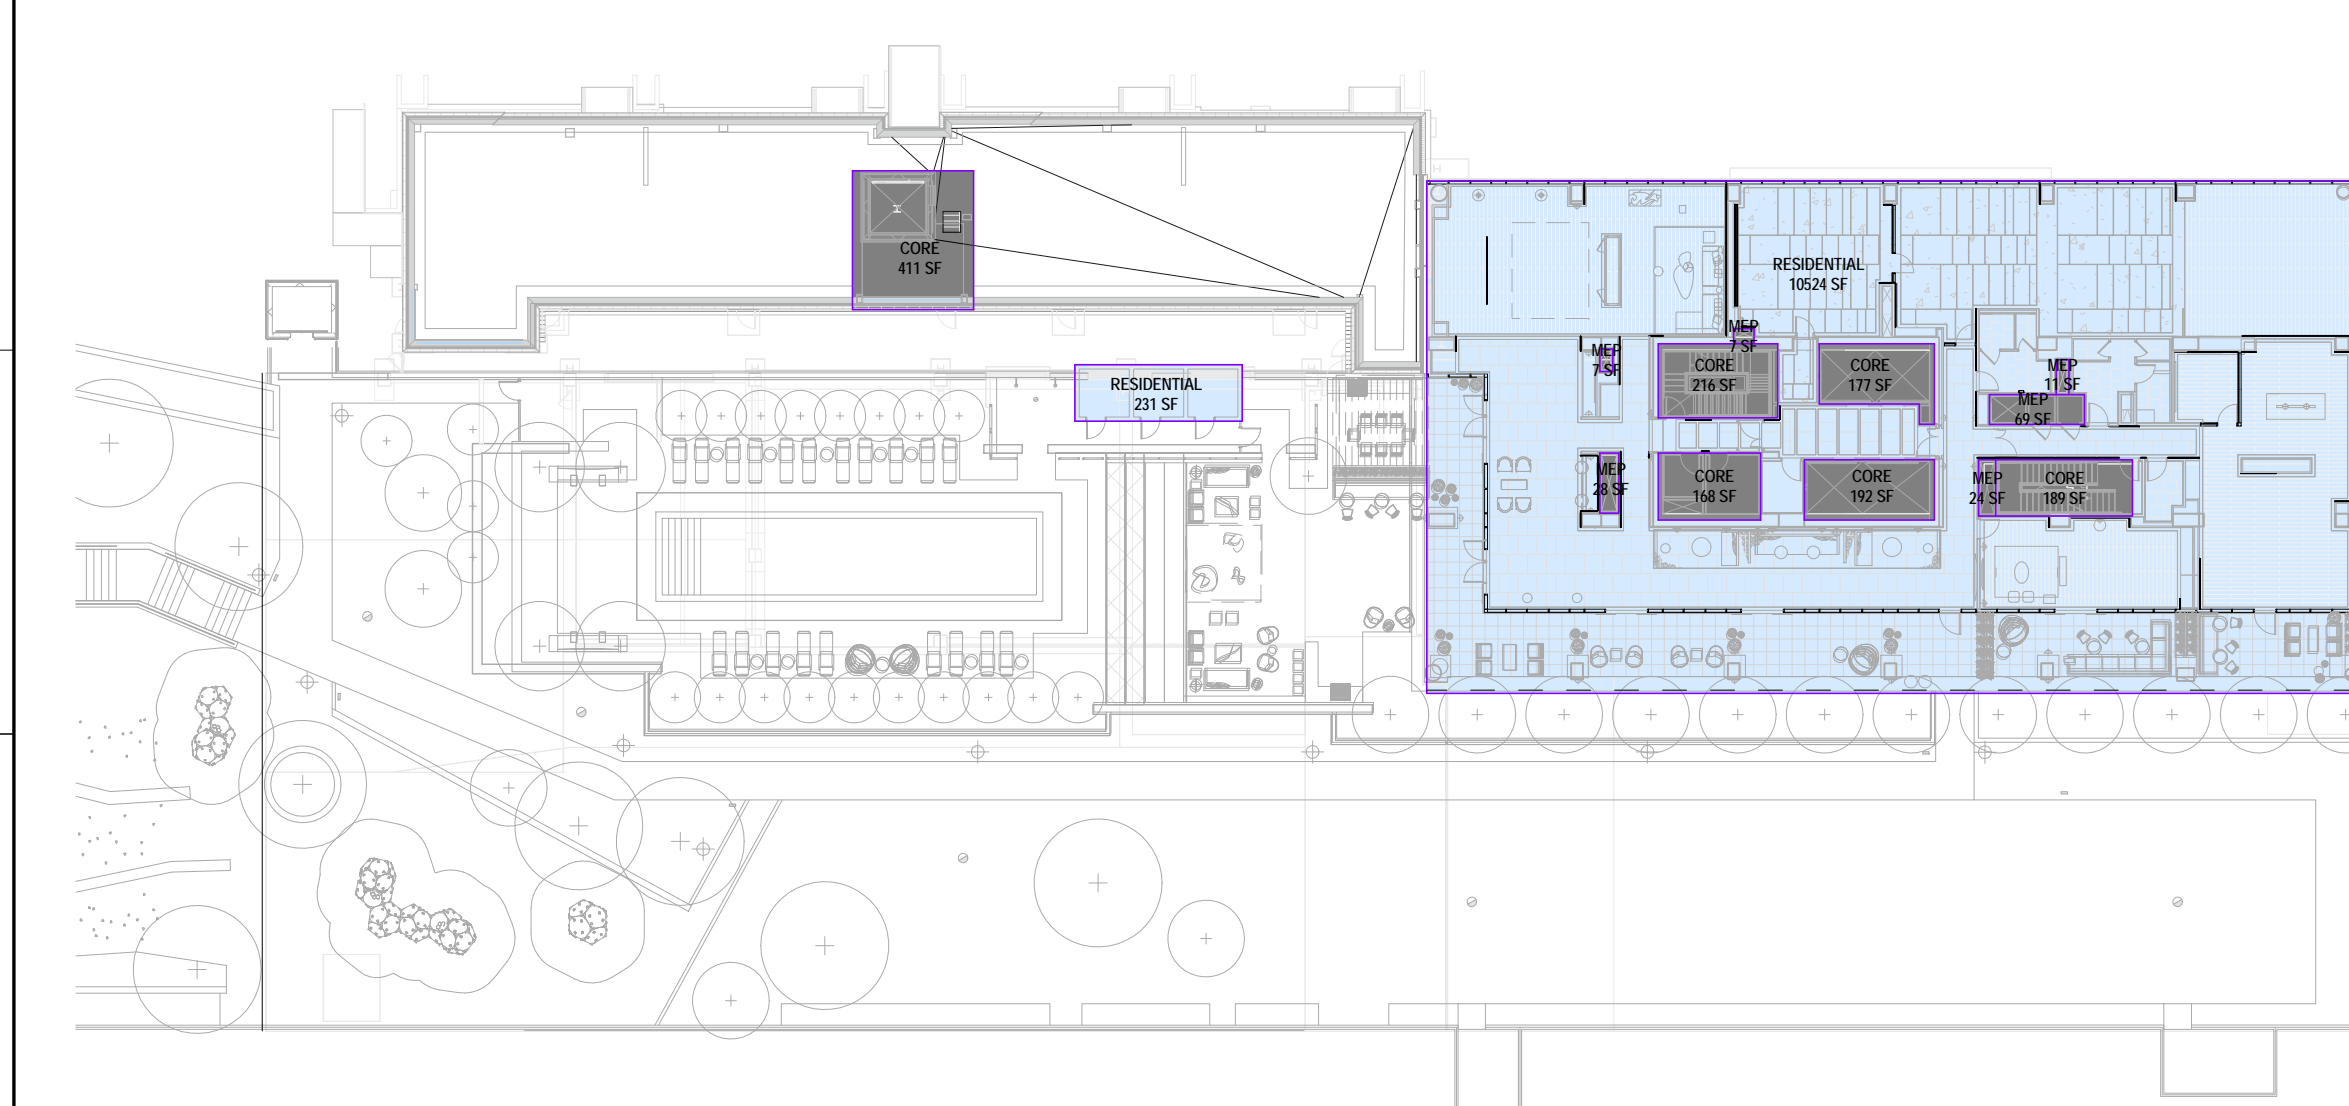 CORE
411 SF
RESIDENTIAL
231 SF
RESIDENTIAL
10524 SF
MEP
7 SF
MEP
7 SF
CORE
216 SF
CORE
177 SF
MEP
11 SF
MEP
69 SF
MEP
28 SF
CORE
168 SF
CORE
192 SF
MEP
24 SF
CORE
189 SF